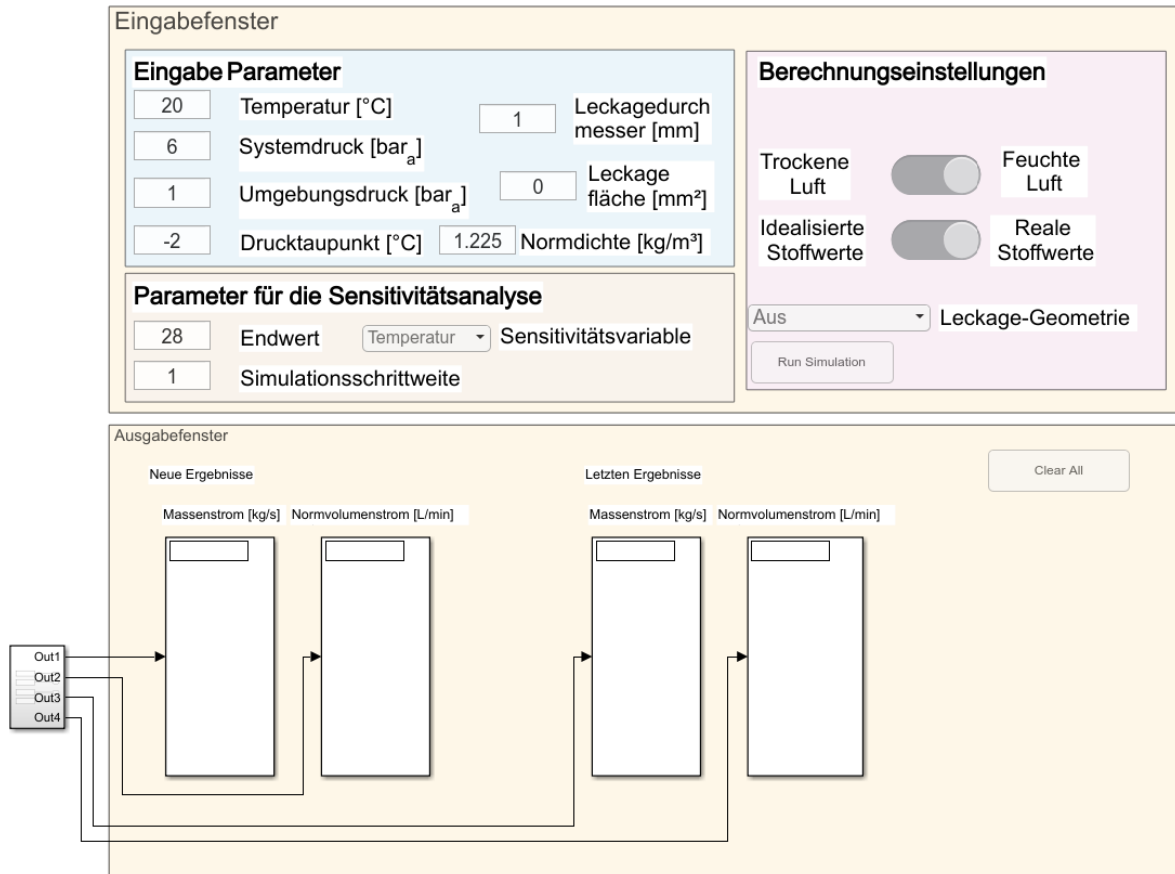 Eingabefenster
Eingabe Parameter
20 Temperatur [°C]
6 Systemdruck [bar_a]
1 Umgebungsdruck [bar_a]
-2 Drucktaupunkt [°C]
1 Leckagedurch
messer [mm]
0 Leckage
fläche [mm²]
1.225 Normdichte [kg/m³]
Parameter für die Sensitivitätsanalyse
28 Endwert Temperatur Sensitivitätsvariable
1 Simulationsschrittweite
Berechnungseinstellungen
Trockene
Luft
Feuchte
Luft
Idealisierte
Stoffwerte
Reale
Stoffwerte
Aus Leckage-Geometrie
Run Simulation
Ausgabefenster
Neue Ergebnisse
Letzten Ergebnisse
Clear All
Massenstrom [kg/s] Normvolumenstrom [L/min]
Massenstrom [kg/s] Normvolumenstrom [L/min]
Out1
Out2
Out3
Out4